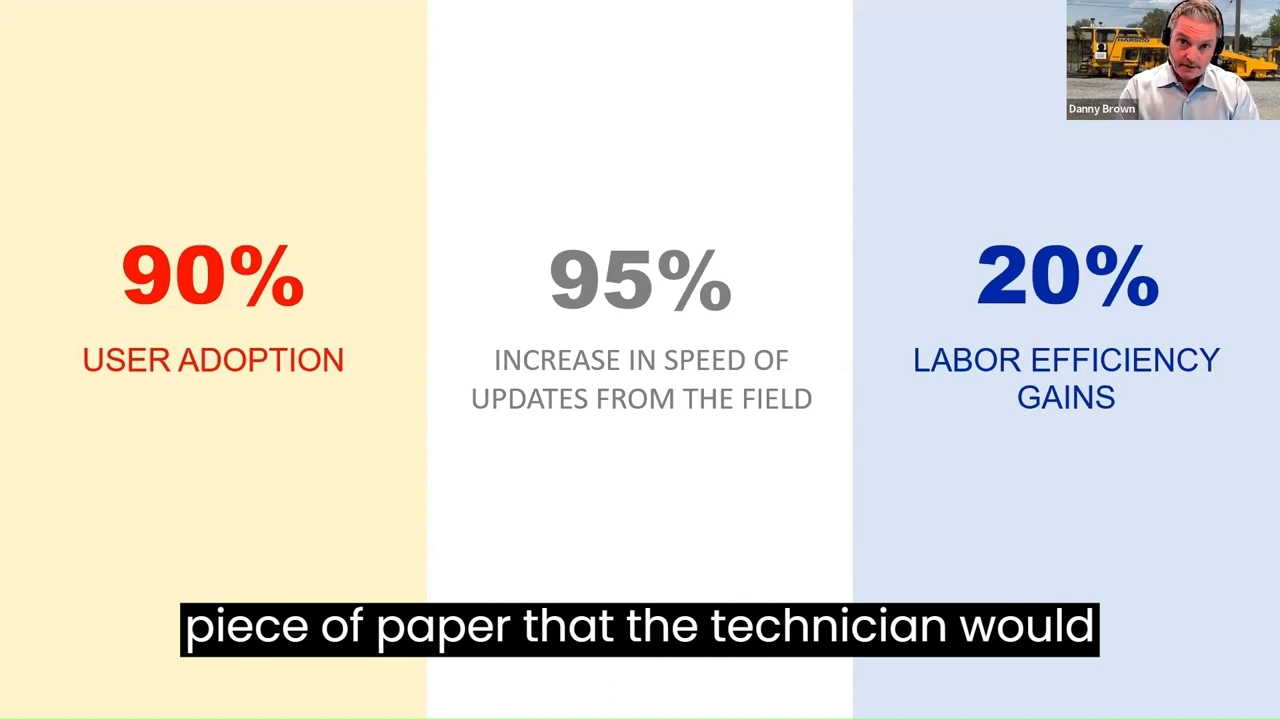 HARSCO
Danny Brown
90%
USER ADOPTION
95%
INCREASE IN SPEED OF
UPDATES FROM THE FIELD
20%
LABOR EFFICIENCY
GAINS
piece of paper that the technician would